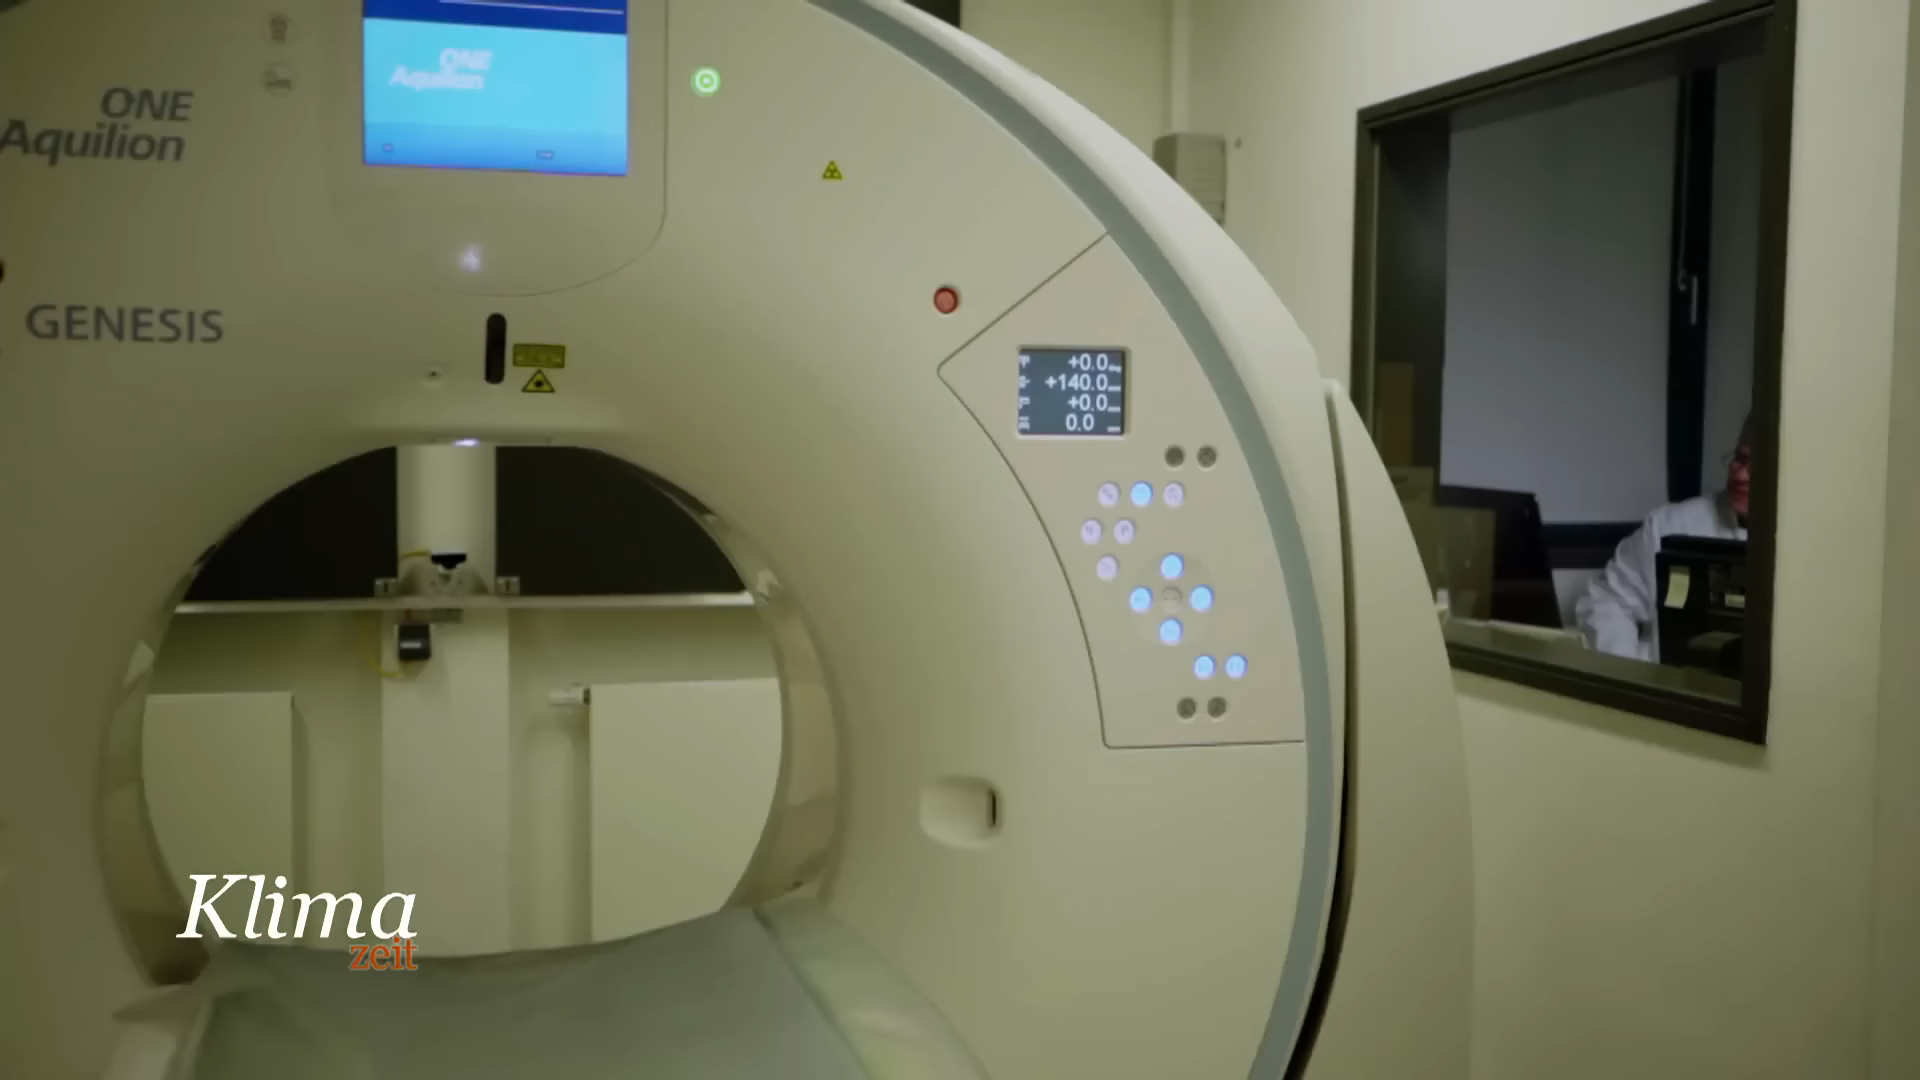 ONE
Aquilion
ONE
Aquilion
GENESIS
+0.0
+140.0
+0.0
0.0
Klima
zeit